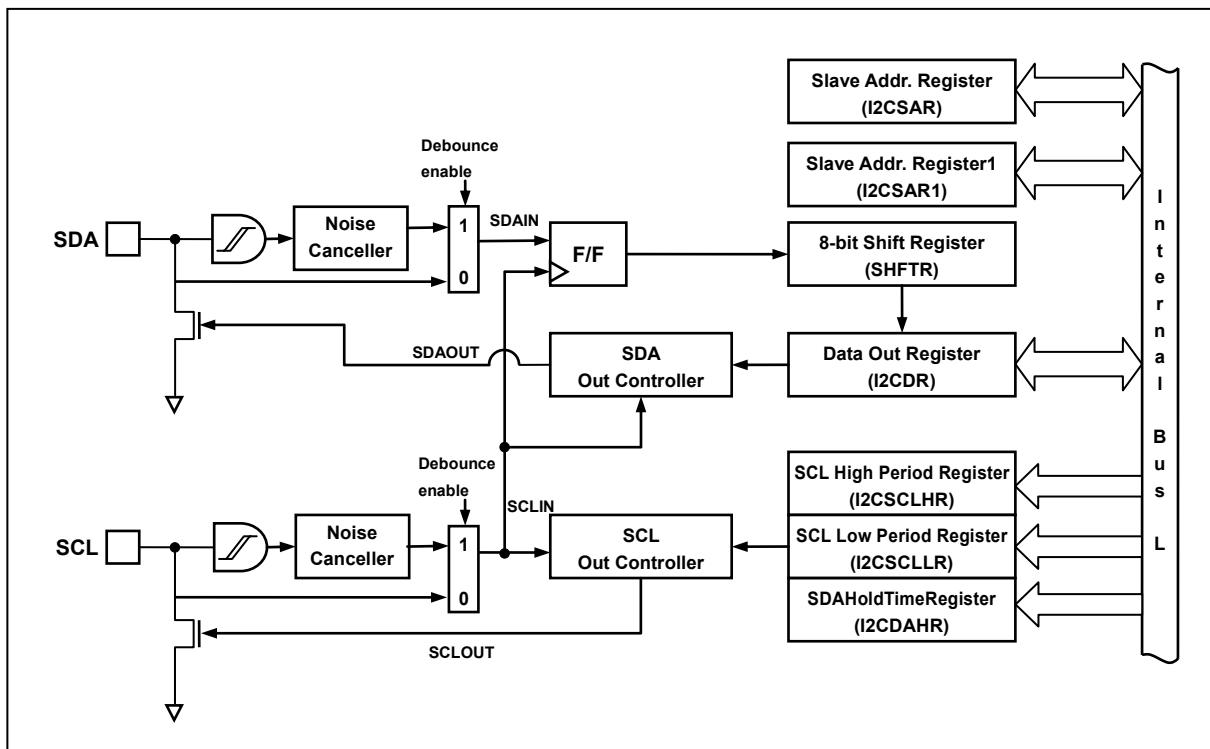 Slave Addr. Register
(I2CSAR)
Slave Addr. Register1
(I2CSAR1)
Internal Bus L
Debounce
enable
SDA
Noise
Canceller
1
0
SDAIN
F/F
8-bit Shift Register
(SHFTR)
SDAOUT
SDA
Out Controller
Data Out Register
(I2CDR)
Debounce
enable
SCL
Noise
Canceller
1
0
SCLIN
SCL
Out Controller
SCL High Period Register
(I2CSCLHR)
SCL Low Period Register
(I2CSCLLR)
SDAHoldTimeRegister
(I2CDAHR)
SCLOUT